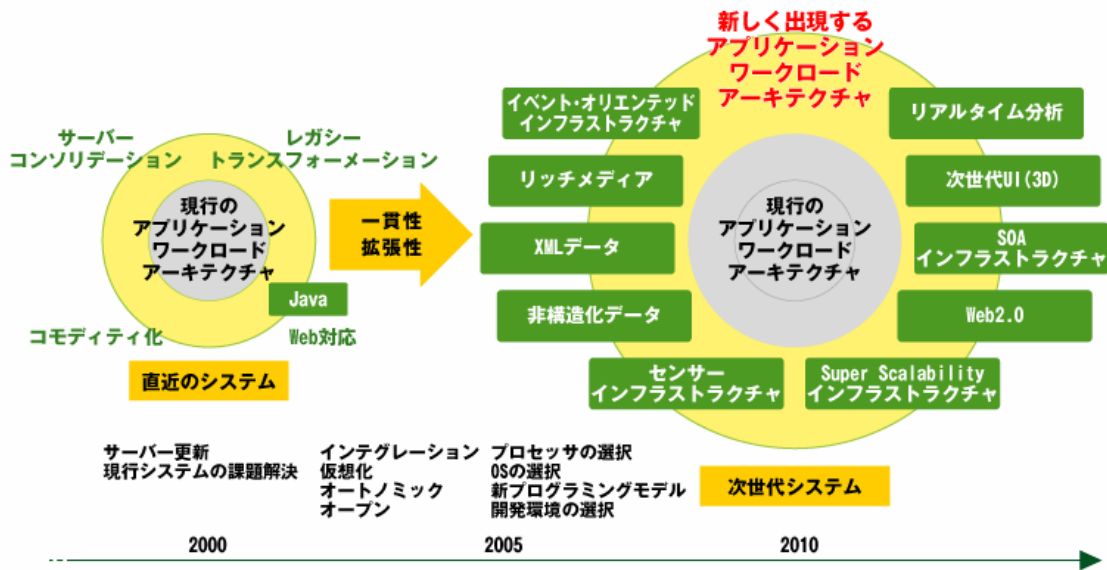 サーバー
コンソリデーション
レガシー
トランスフォーメーション
現行の
アプリケーション
ワークロード
アーキテクチャ
Java
コモディティ化
Web対応
直近のシステム
一貫性
拡張性
新しく出現する
アプリケーション
ワークロード
アーキテクチャ
イベント・オリエンテッド
インフラストラクチャ
リッチメディア
XMLデータ
非構造化データ
センサー
インフラストラクチャ
現行の
アプリケーション
ワークロード
アーキテクチャ
リアルタイム分析
次世代UI(3D)
SOA
インフラストラクチャ
Web2.0
Super Scalability
インフラストラクチャ
次世代システム
サーバー更新
現行システムの課題解決
インテグレーション
仮想化
オートノミック
オープン
プロセッサの選択
OSの選択
新プログラミングモデル
開発環境の選択
2000
2005
2010